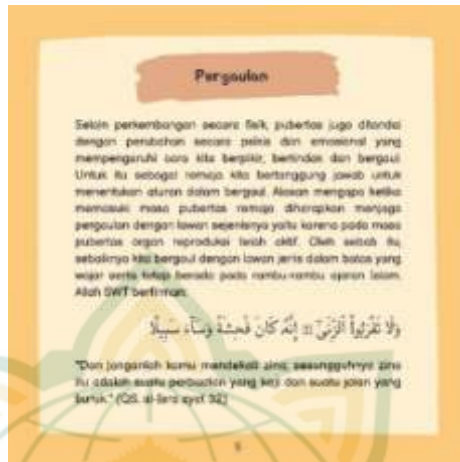 Pergaulan
Selain perkembangan secara fisik, pubertas juga ditandai
dengan perubahan secara psikis dan emosional yang
mempengaruhi cara kita berpikir, bertindak dan bergaul.
Untuk itu sebagai remaja kita bertanggung jawab untuk
menentukan aturan dalam bergaul. Alasan mengapa ketika
memasuki masa pubertas remaja diharapkan menjaga
pergaulan dengan lawan sejenisnya yaitu karena pada masa
pubertas organ reproduksi telah aktif. Oleh sebab itu,
sebaiknya kita bergaul dengan lawan jenis dalam batas yang
wajar serta tetap berada pada rambu-rambu ajaran Islam.
Allah SWT berfirman:
وَلَا تَقْرَبُوا۟ ٱلزِّنَىٰٓ ۖ إِنَّهُۥ كَانَ فَـٰحِشَةً وَسَآءَ سَبِيلًا
"Dan janganlah kamu mendekati zina; sesungguhnya zina
itu adalah suatu perbuatan yang keji dan suatu jalan yang
buruk." (QS. al-Isra ayat 32)